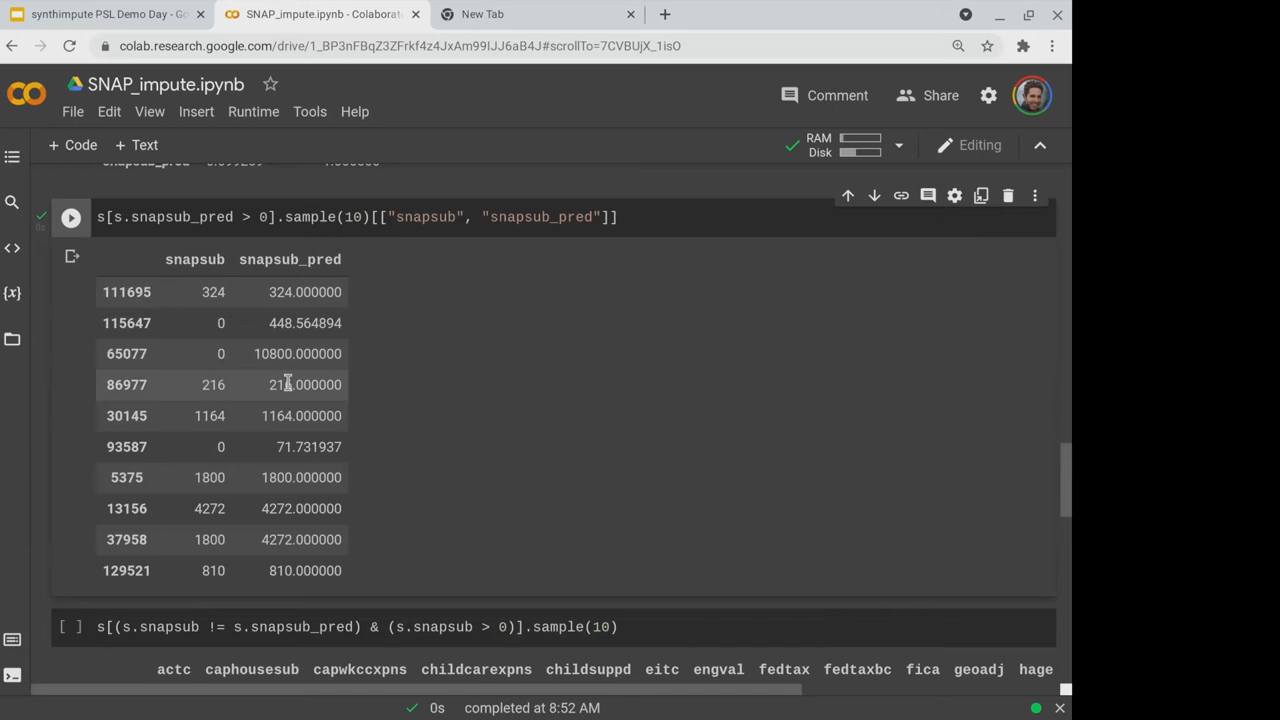 synthimpute PSL Demo Day - Go
SNAP_impute.ipynb - Colaborato
New Tab
colab.research.google.com/drive/1_BP3nFBqZ3ZFrkf4z4JxAm99IJJ6aB4J#scrollTo=7CVBUjX_1isO
SNAP_impute.ipynb
Comment
Share
File Edit View Insert Runtime Tools Help
+ Code + Text
RAM
Disk
Editing
s[s.snapsub_pred > 0].sample(10)[["snapsub", "snapsub_pred"]]
0s
snapsub snapsub_pred
111695 324 324.000000
115647 0 448.564894
65077 0 10800.000000
86977 216 .000000
30145 1164 1164.000000
93587 0 71.731937
5375 1800 1800.000000
13156 4272 4272.000000
37958 1800 4272.000000
129521 810 810.000000
[ ] s[(s.snapsub != s.snapsub_pred) & (s.snapsub > 0)].sample(10)
actc caphousesub capwkccxpns childcarexpns childsuppd eitc engval fedtax fedtaxbc fica geoadj hage
0s completed at 8:52 AM